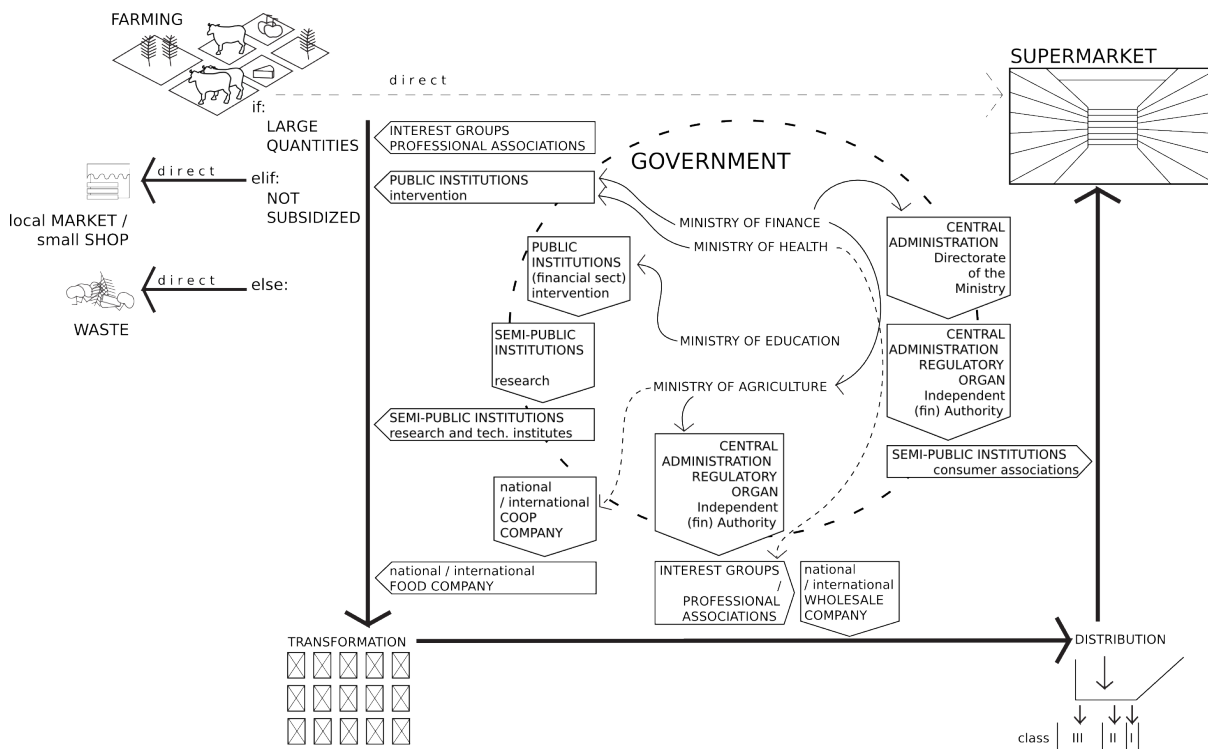 FARMING
direct
SUPERMARKET
if:
LARGE
QUANTITIES
INTEREST GROUPS
PROFESSIONAL ASSOCIATIONS
GOVERNMENT
direct
elif:
NOT
SUBSIDIZED
PUBLIC INSTITUTIONS
intervention
local MARKET /
small SHOP
MINISTRY OF FINANCE
MINISTRY OF HEALTH
CENTRAL
ADMINISTRATION
Directorate
of the
Ministry
PUBLIC
INSTITUTIONS
(financial sect)
intervention
direct
else:
WASTE
SEMI-PUBLIC
INSTITUTIONS
research
MINISTRY OF EDUCATION
CENTRAL
ADMINISTRATION
REGULATORY
ORGAN
Independent
(fin) Authority
MINISTRY OF AGRICULTURE
SEMI-PUBLIC INSTITUTIONS
research and tech. institutes
CENTRAL
ADMINISTRATION
REGULATORY
ORGAN
Independent
(fin) Authority
SEMI-PUBLIC INSTITUTIONS
consumer associations
national
/ international
COOP
COMPANY
national / international
FOOD COMPANY
INTEREST GROUPS
/
PROFESSIONAL
ASSOCIATIONS
national
/ international
WHOLESALE
COMPANY
TRANSFORMATION
DISTRIBUTION
class III II I